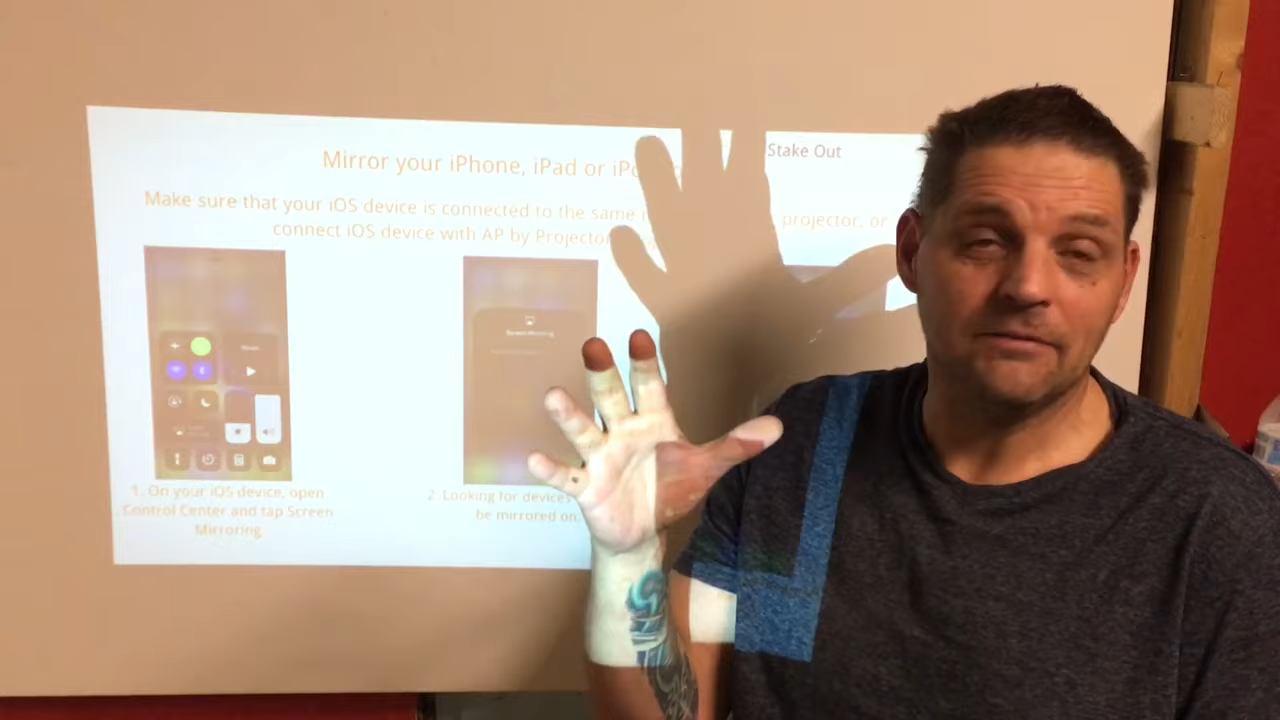 Mirror your iPhone, iPad or
Stake Out
Make sure that your iOS device is connected to the same
projector, or
connect iOS device with AP by Projector
Screen Mirroring
1. On your iOS device, open
Control Center and tap Screen
Mirroring.
2. Looking for devices
be mirrored on.